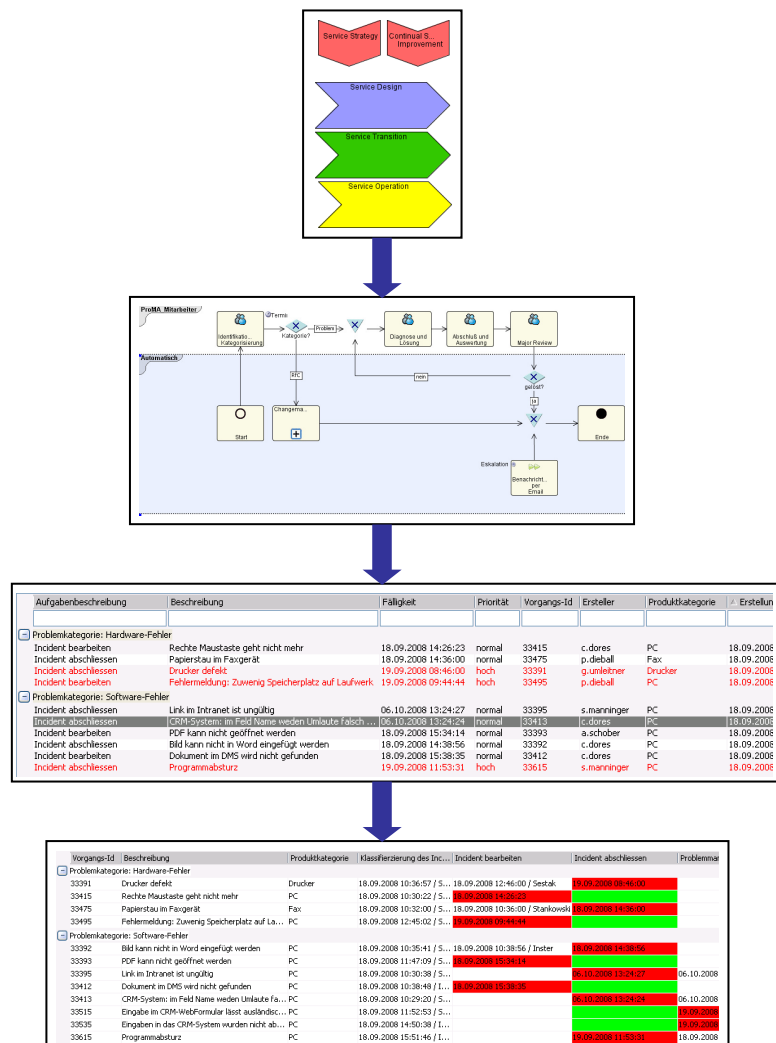 Service Strategy
Continual S...
Improvement
Service Design
Service Transition
Service Operation
ProMA_Mitarbeiter
Termi
Identifikatio...
Kategorisierung
Kategorie?
Problem
Diagnose und
Lösung
Abschluß und
Auswertung
Major Review
Automatisch
RfC
nein
gelöst?
ja
Start
Changema...
Ende
Eskalation
Benachricht...
per
Email
Aufgabenbeschreibung Beschreibung Fälligkeit Priorität Vorgangs-Id Ersteller Produktkategorie Erstellun
Problemkategorie: Hardware-Fehler
Incident bearbeiten Rechte Maustaste geht nicht mehr 18.09.2008 14:26:23 normal 33415 c.dores PC 18.09.2008
Incident abschliessen Papierstau im Faxgerät 18.09.2008 14:36:00 normal 33475 p.dieball Fax 18.09.2008
Incident abschliessen Drucker defekt 19.09.2008 08:46:00 hoch 33391 g.umleitner Drucker 18.09.2008
Incident bearbeiten Fehlermeldung: Zuwenig Speicherplatz auf Laufwerk 19.09.2008 09:44:44 hoch 33495 p.dieball PC 18.09.2008
Problemkategorie: Software-Fehler
Incident abschliessen Link im Intranet ist ungültig 06.10.2008 13:24:27 normal 33395 s.manninger PC 18.09.2008
Incident abschliessen CRM-System: im Feld Name weden Umlaute falsch ... 06.10.2008 13:24:24 normal 33413 c.dores PC 18.09.2008
Incident bearbeiten PDF kann nicht geöffnet werden 18.09.2008 15:34:14 normal 33393 a.schober PC 18.09.2008
Incident abschliessen Bild kann nicht in Word eingefügt werden 18.09.2008 14:38:56 normal 33392 c.dores PC 18.09.2008
Incident bearbeiten Dokument im DMS wird nicht gefunden 18.09.2008 15:38:35 normal 33412 c.dores PC 18.09.2008
Incident abschliessen Programmabsturz 19.09.2008 11:53:31 hoch 33615 s.manninger PC 18.09.2008
Vorgangs-Id Beschreibung Produktkategorie Klassifierzierung des Inc... Incident bearbeiten Incident abschliessen Problemmar
Problemkategorie: Hardware-Fehler
33391 Drucker defekt Drucker 18.09.2008 10:36:57 / S... 18.09.2008 12:46:00 / Sestak 19.09.2008 08:46:00
33415 Rechte Maustaste geht nicht mehr PC 18.09.2008 10:30:22 / S... 18.09.2008 14:26:23
33475 Papierstau im Faxgerät Fax 18.09.2008 10:32:00 / S... 18.09.2008 10:36:00 / Stankowski 18.09.2008 14:36:00
33495 Fehlermeldung: Zuwenig Speicherplatz auf La... PC 18.09.2008 12:45:02 / S... 19.09.2008 09:44:44
Problemkategorie: Software-Fehler
33392 Bild kann nicht in Word eingefügt werden PC 18.09.2008 10:35:41 / S... 18.09.2008 10:38:56 / Inster 18.09.2008 14:38:56
33393 PDF kann nicht geöffnet werden PC 18.09.2008 11:47:09 / S... 18.09.2008 15:34:14
33395 Link im Intranet ist ungültig PC 18.09.2008 10:30:38 / S... 06.10.2008 13:24:27 06.10.2008
33412 Dokument im DMS wird nicht gefunden PC 18.09.2008 10:38:48 / I... 18.09.2008 15:38:35
33413 CRM-System: im Feld Name weden Umlaute fa... PC 18.09.2008 10:29:20 / S... 06.10.2008 13:24:24 06.10.2008
33515 Eingabe im CRM-WebFormular lässt ausländisc... PC 18.09.2008 11:52:53 / S... 19.09.2008
33535 Eingaben in das CRM-System wurden nicht ab... PC 18.09.2008 14:50:38 / I... 19.09.2008
33615 Programmabsturz PC 18.09.2008 15:51:46 / I... 19.09.2008 11:53:31 18.09.2008